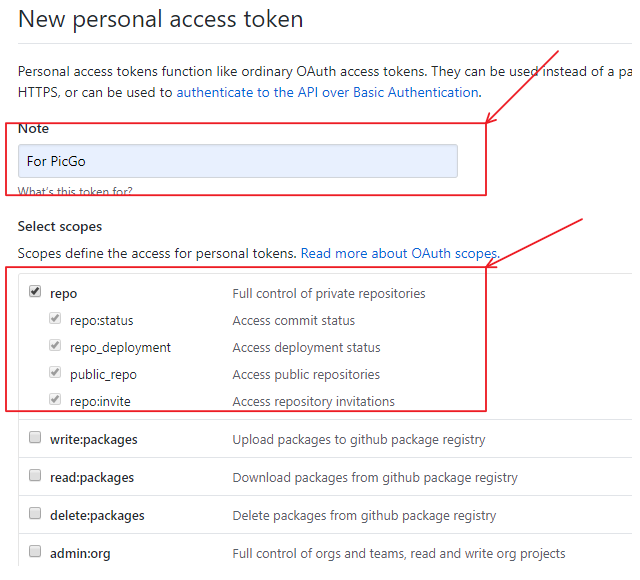 New personal access token
Personal access tokens function like ordinary OAuth access tokens. They can be used instead of a
HTTPS, or can be used to authenticate to the API over Basic Authentication.
Note
For PicGo
What's this token for?
Select scopes
Scopes define the access for personal tokens. Read more about OAuth scopes.
repo Full control of private repositories
repo:status Access commit status
repo_deployment Access deployment status
public_repo Access public repositories
repo:invite Access repository invitations
write:packages Upload packages to github package registry
read:packages Download packages from github package registry
delete:packages Delete packages from github package registry
admin:org Full control of orgs and teams, read and write org projects